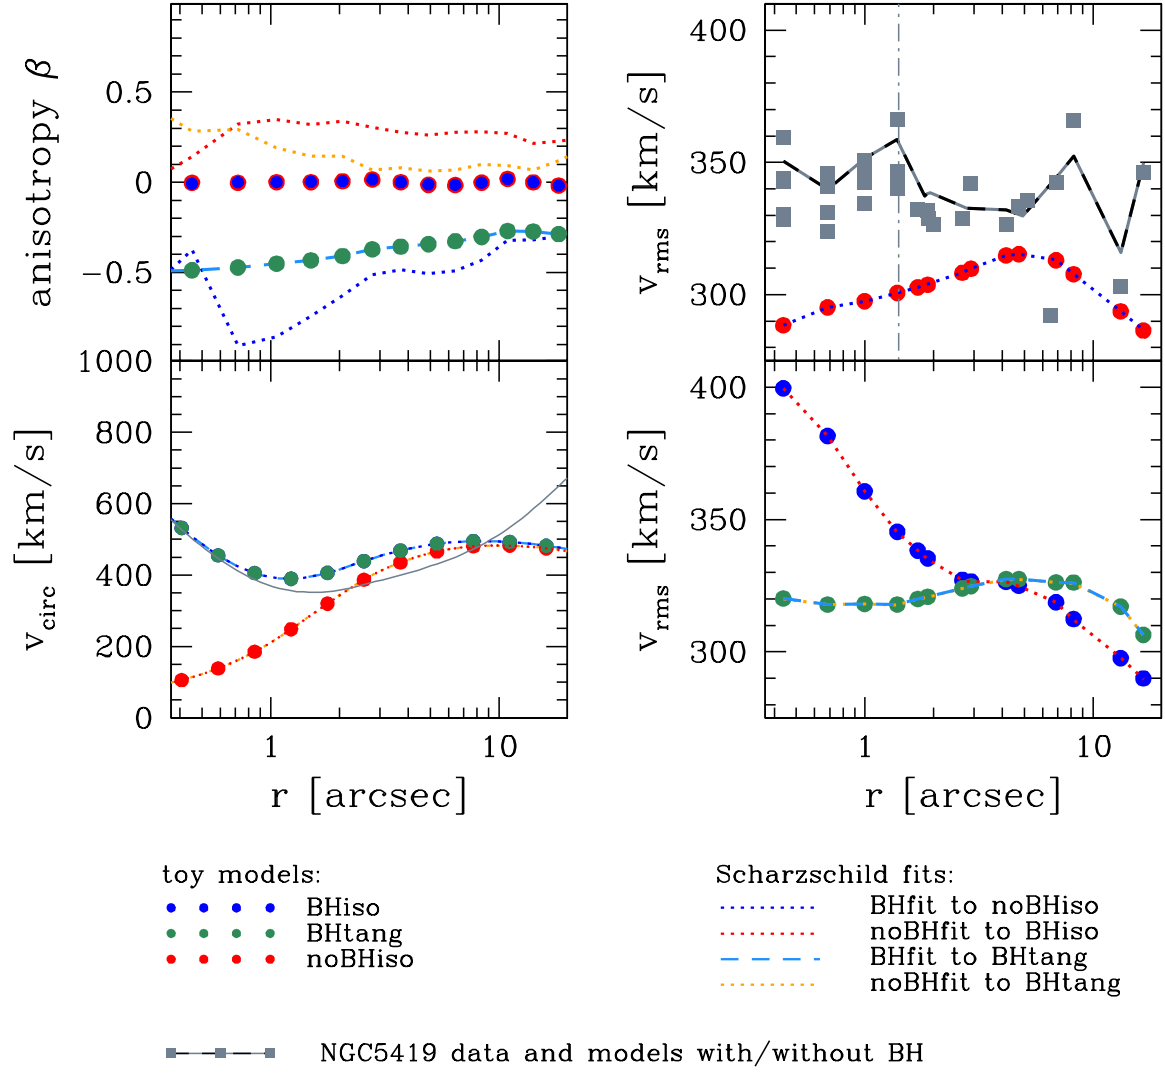 anisotropy β
0.5
0
−0.5
v_circ [km/s]
1000
800
600
400
200
0
1
10
r [arcsec]
v_rms [km/s]
400
350
300
v_rms [km/s]
400
350
300
1
10
r [arcsec]
toy models:
BHiso
BHtang
noBHiso
Scharzschild fits:
BHfit to noBHiso
noBHfit to BHiso
BHfit to BHtang
noBHfit to BHtang
NGC5419 data and models with/without BH